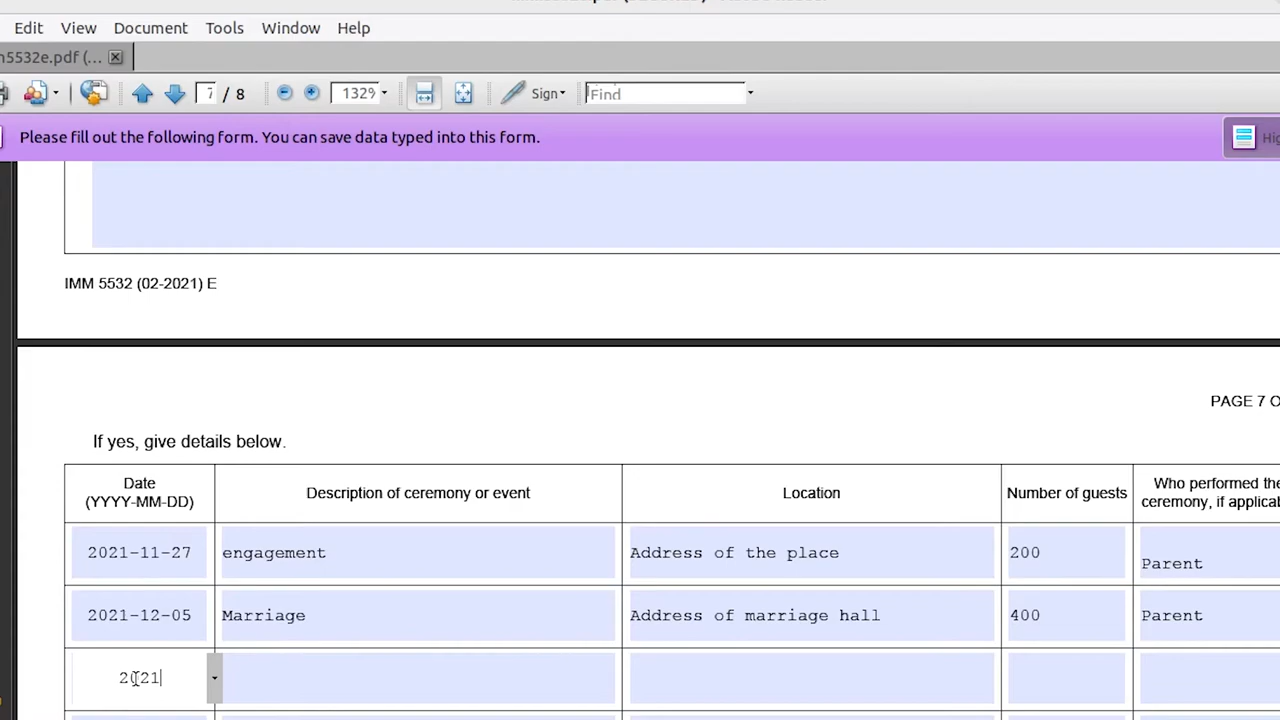 Edit View Document Tools Window Help
n5532e.pdf (...
7 / 8 132% Sign Find
Please fill out the following form. You can save data typed into this form.
IMM 5532 (02-2021) E
PAGE 7 O
If yes, give details below.
Date
(YYYY-MM-DD)
Description of ceremony or event
Location
Number of guests
Who performed the
ceremony, if applicab
2021-11-27 engagement Address of the place 200 Parent
2021-12-05 Marriage Address of marriage hall 400 Parent
2021